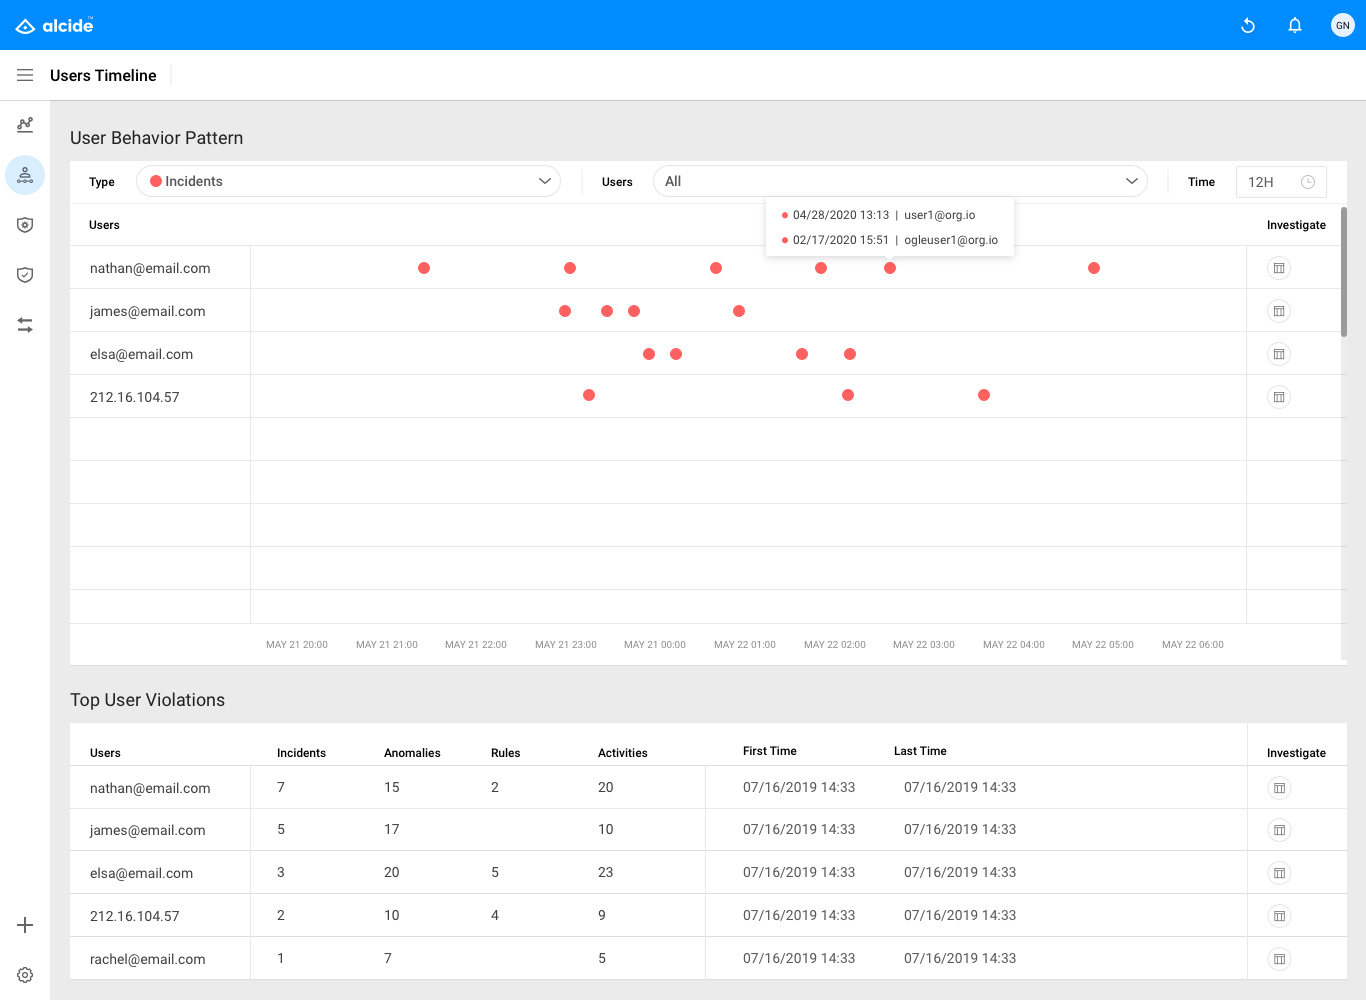 alcide™
GN
Users Timeline
User Behavior Pattern
Type Incidents Users All Time 12H
04/28/2020 13:13 | user1@org.io
02/17/2020 15:51 | ogleuser1@org.io
Users Investigate
nathan@email.com
james@email.com
elsa@email.com
212.16.104.57
MAY 21 20:00 MAY 21 21:00 MAY 22 22:00 MAY 21 23:00 MAY 21 00:00 MAY 22 01:00 MAY 22 02:00 MAY 22 03:00 MAY 22 04:00 MAY 22 05:00 MAY 22 06:00
Top User Violations
Users Incidents Anomalies Rules Activities First Time Last Time Investigate
nathan@email.com 7 15 2 20 07/16/2019 14:33 07/16/2019 14:33
james@email.com 5 17 10 07/16/2019 14:33 07/16/2019 14:33
elsa@email.com 3 20 5 23 07/16/2019 14:33 07/16/2019 14:33
212.16.104.57 2 10 4 9 07/16/2019 14:33 07/16/2019 14:33
rachel@email.com 1 7 5 07/16/2019 14:33 07/16/2019 14:33